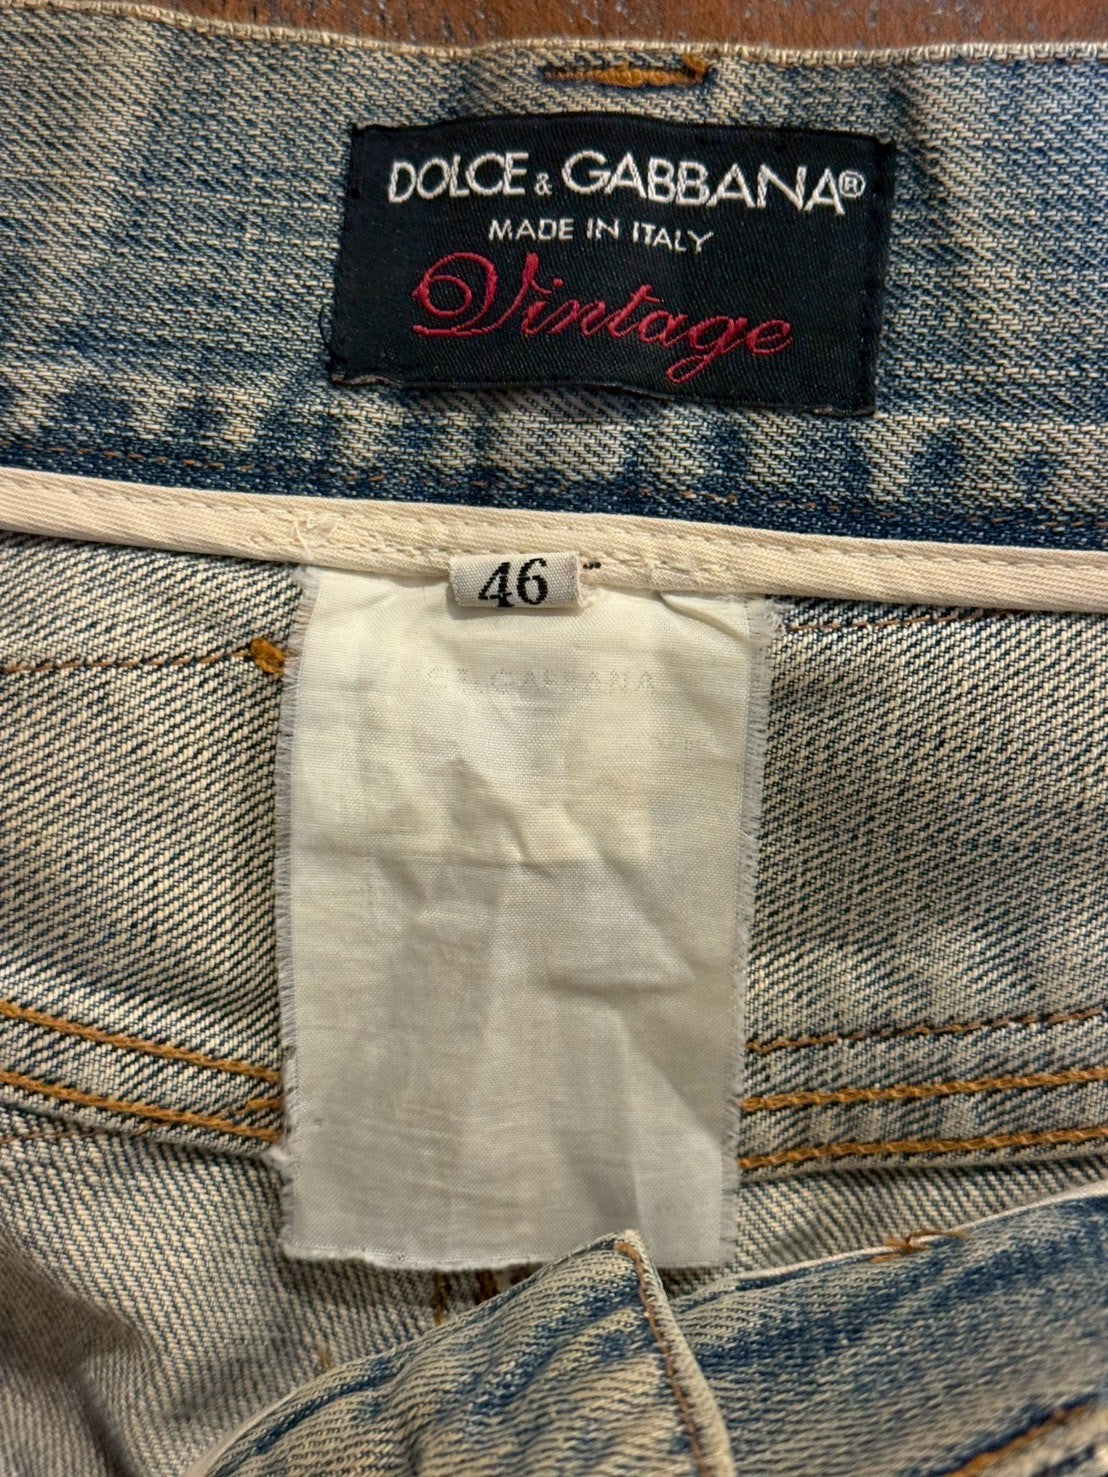 DOLCE & GABBANA®
MADE IN ITALY
Vintage
46